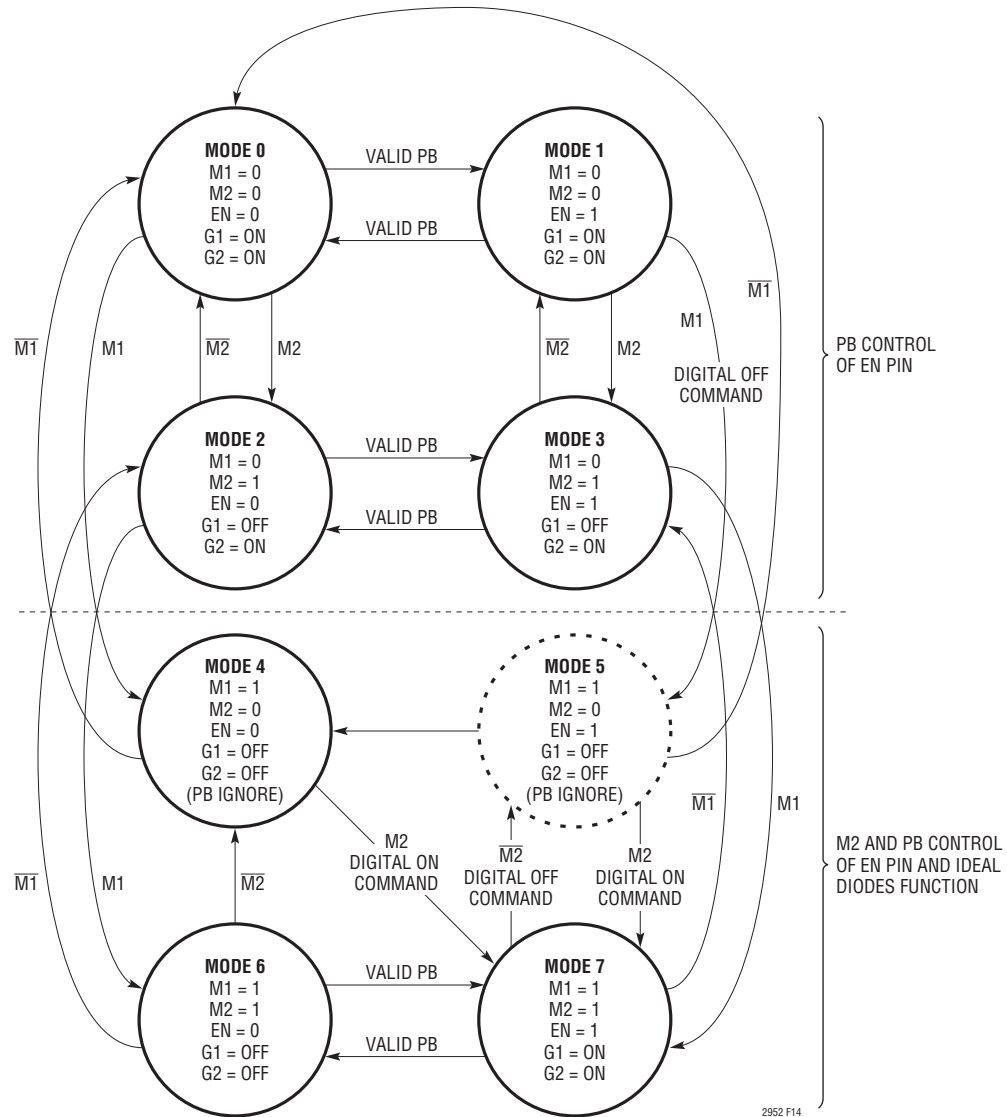 MODE 0
M1 = 0
M2 = 0
EN = 0
G1 = ON
G2 = ON
VALID PB
VALID PB
MODE 1
M1 = 0
M2 = 0
EN = 1
G1 = ON
G2 = ON
M̅1̅
M1
M̅2̅
M2
M̅2̅
M2
M1
DIGITAL OFF
COMMAND
M̅1̅
PB CONTROL
OF EN PIN
MODE 2
M1 = 0
M2 = 1
EN = 0
G1 = OFF
G2 = ON
VALID PB
VALID PB
MODE 3
M1 = 0
M2 = 1
EN = 1
G1 = OFF
G2 = ON
MODE 4
M1 = 1
M2 = 0
EN = 0
G1 = OFF
G2 = OFF
(PB IGNORE)
MODE 5
M1 = 1
M2 = 0
EN = 1
G1 = OFF
G2 = OFF
(PB IGNORE)
M̅1̅
M1
M̅2̅
M2
DIGITAL ON
COMMAND
M̅2̅
DIGITAL OFF
COMMAND
M2
DIGITAL ON
COMMAND
M̅1̅
M1
M2 AND PB CONTROL
OF EN PIN AND IDEAL
DIODES FUNCTION
MODE 6
M1 = 1
M2 = 1
EN = 0
G1 = OFF
G2 = OFF
VALID PB
VALID PB
MODE 7
M1 = 1
M2 = 1
EN = 1
G1 = ON
G2 = ON
2952 F14